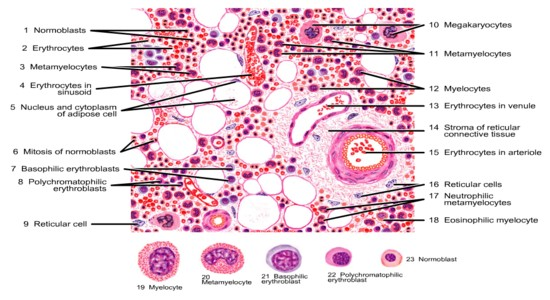 1 Normoblasts
2 Erythrocytes
3 Metamyelocytes
4 Erythrocytes in
sinusoid
5 Nucleus and cytoplasm
of adipose cell
6 Mitosis of normoblasts
7 Basophilic erythroblasts
8 Polychromatophilic
erythroblasts
9 Reticular cell
10 Megakaryocytes
11 Metamyelocytes
12 Myelocytes
13 Erythrocytes in venule
14 Stroma of reticular
connective tissue
15 Erythrocytes in arteriole
16 Reticular cells
17 Neutrophilic
metamyelocytes
18 Eosinophilic myelocyte
19 Myelocyte
20
Metamyelocyte
21 Basophilic
erythroblast
22 Polychromatophilic
erythroblast
23 Normoblast